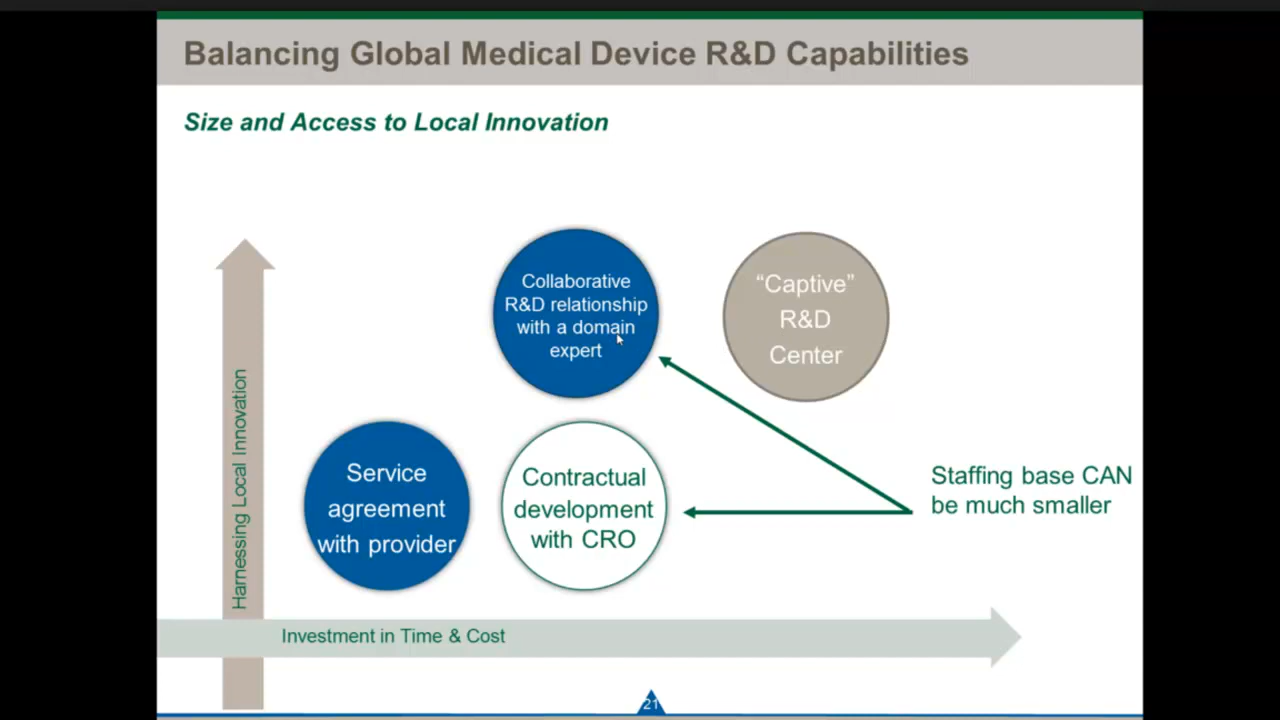 Balancing Global Medical Device R&D Capabilities
Size and Access to Local Innovation
Collaborative
R&D relationship
with a domain
expert
“Captive”
R&D
Center
Service
agreement
with provider
Contractual
development
with CRO
Staffing base CAN
be much smaller
Harnessing Local Innovation
Investment in Time & Cost
21